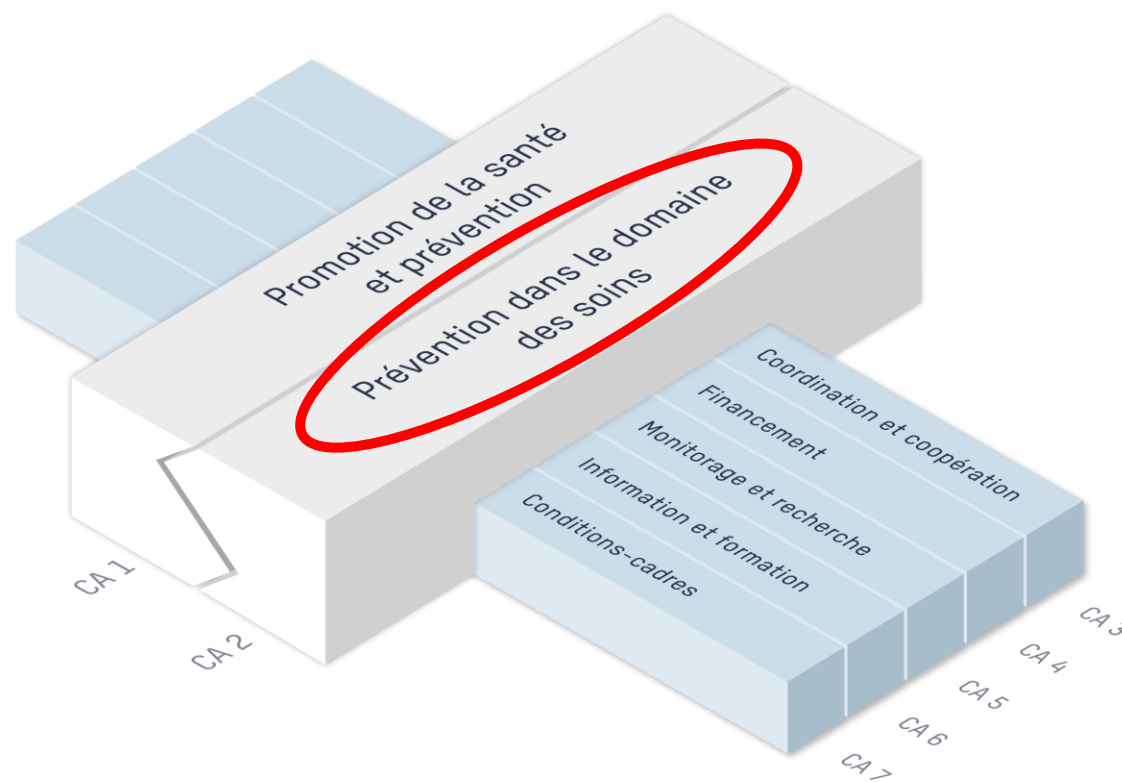 Promotion de la santé
et prévention
Prévention dans le domaine
des soins
Coordination et coopération
Financement
Monitorage et recherche
Information et formation
Conditions-cadres
CA 1
CA 2
CA 3
CA 4
CA 5
CA 6
CA 7